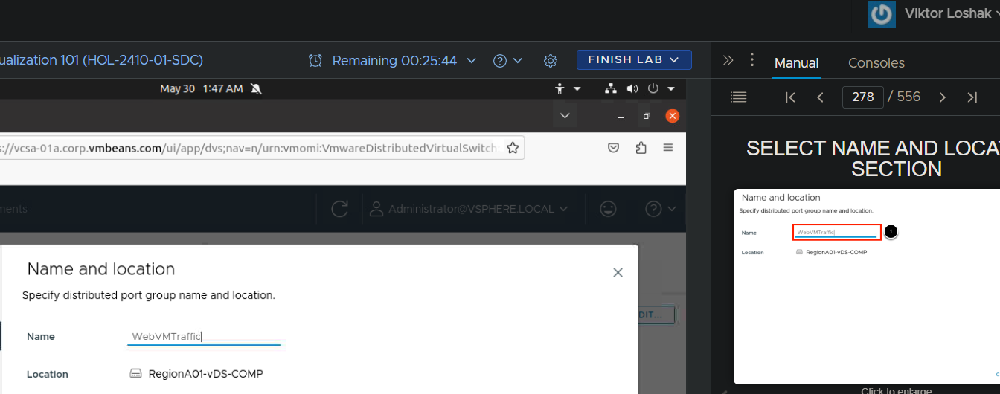 Viktor Loshak
ualization 101 (HOL-2410-01-SDC)
Remaining 00:25:44
FINISH LAB
Manual
Consoles
May 30 1:47 AM
278 / 556
s://vcsa-01a.corp.vmbeans.com/ui/app/dvs;nav=n/urn:vmomi:VmwareDistributedVirtualSwitch
SELECT NAME AND LOCAT
SECTION
ments
Administrator@VSPHERE.LOCAL
Name and location
Specify distributed port group name and location.
Name
WebVMTraffic
1
Location
RegionA01-vDS-COMP
Click to enlarge
Name and location
Specify distributed port group name and location.
DIT...
Name
WebVMTraffic
Location
RegionA01-vDS-COMP